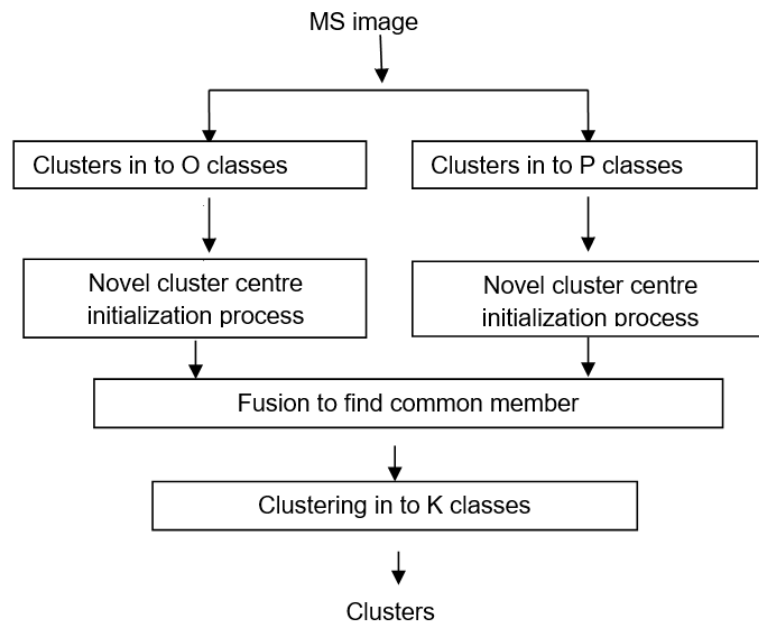 MS image
Clusters in to O classes
Clusters in to P classes
Novel cluster centre
initialization process
Novel cluster centre
initialization process
Fusion to find common member
Clustering in to K classes
Clusters